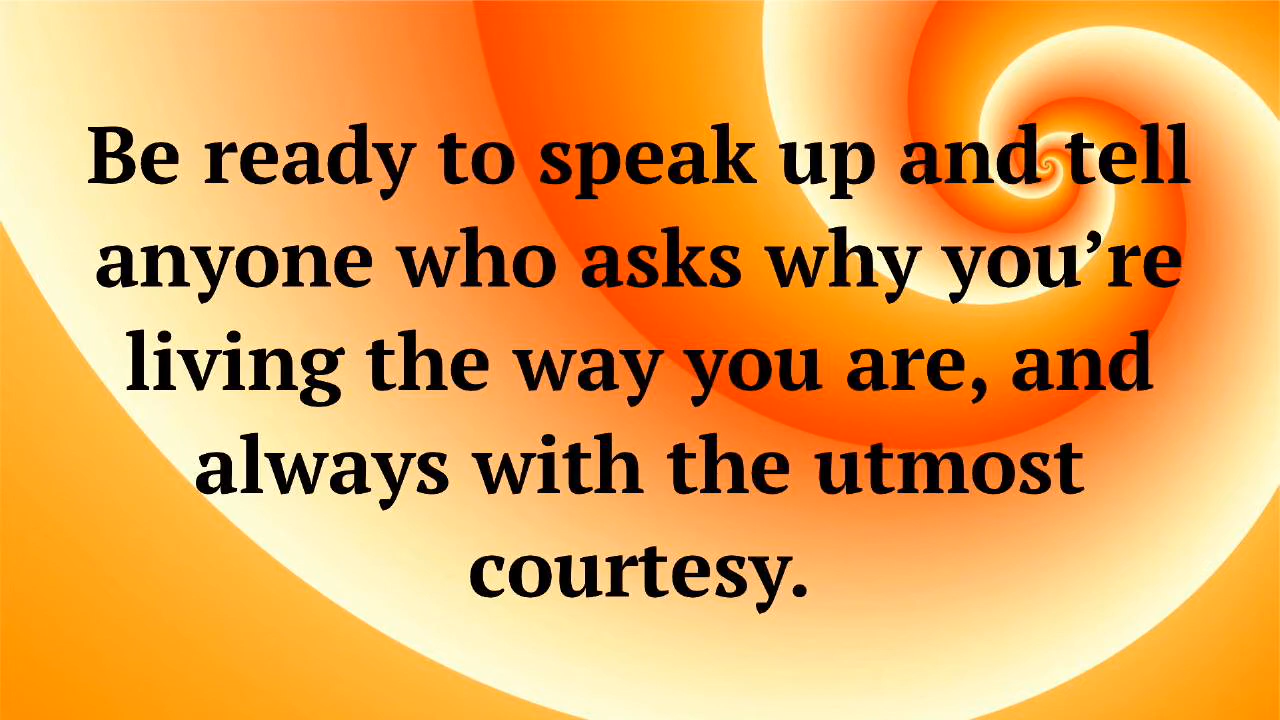 Be ready to speak up and tell
anyone who asks why you’re
living the way you are, and
always with the utmost
courtesy.